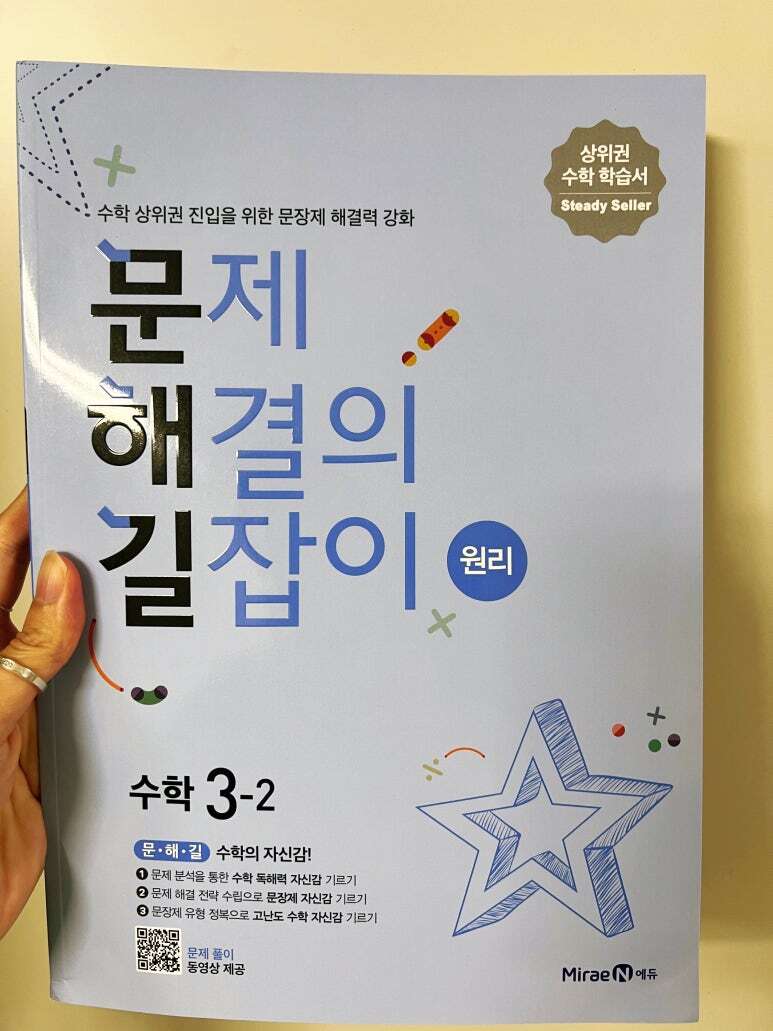 상위권
수학 학습서
Steady Seller
수학 상위권 진입을 위한 문장제 해결력 강화
문제
해결의
길잡이 원리
수학 3-2
문·해·길 수학의 자신감!
1 문제 분석을 통한 수학 독해력 자신감 기르기
2 문제 해결 전략 수립으로 문장제 자신감 기르기
3 문장제 유형 정복으로 고난도 수학 자신감 기르기
문제 풀이
동영상 제공
Mirae N 에듀